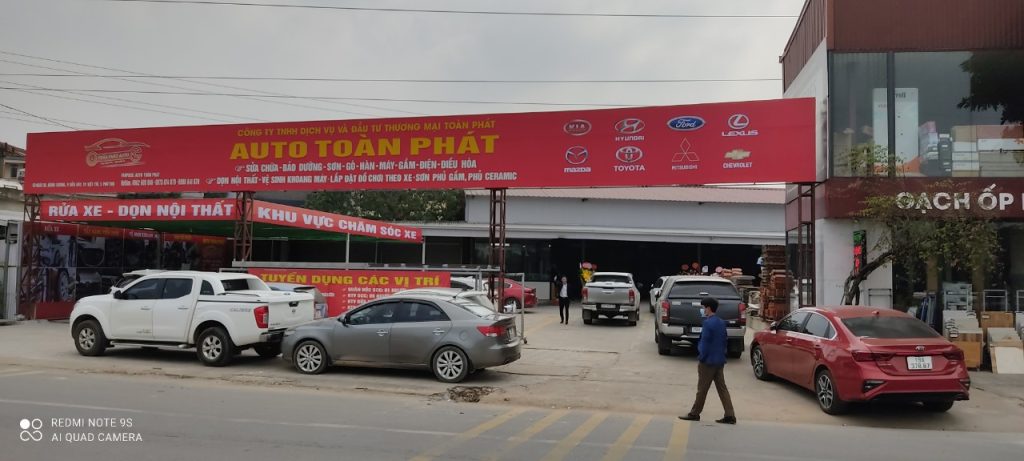 CÔNG TY TNHH DỊCH VỤ VÀ ĐẦU TƯ THƯƠNG MẠI TOÀN PHÁT
AUTO TOÀN PHÁT
SỬA CHỮA-BẢO DƯỠNG-SƠN-GÒ-HÀN-MÁY-GẦM-ĐIỆN-ĐIỀU HÒA
DỌN NỘI THẤT-VỆ SINH KHOANG MÁY-LẮP ĐẶT ĐỒ CHƠI THEO XE-SƠN PHỦ GẦM, PHỦ CERAMIC
KIA
HYUNDAI
Ford
LEXUS
mazda
TOYOTA
MITSUBISHI
CHEVROLET
RỬA XE - DỌN NỘI THẤT
KHU VỰC CHĂM SÓC XE
TUYỂN DỤNG CÁC VỊ TRÍ
GẠCH ỐP
REDMI NOTE 9S
AI QUAD CAMERA